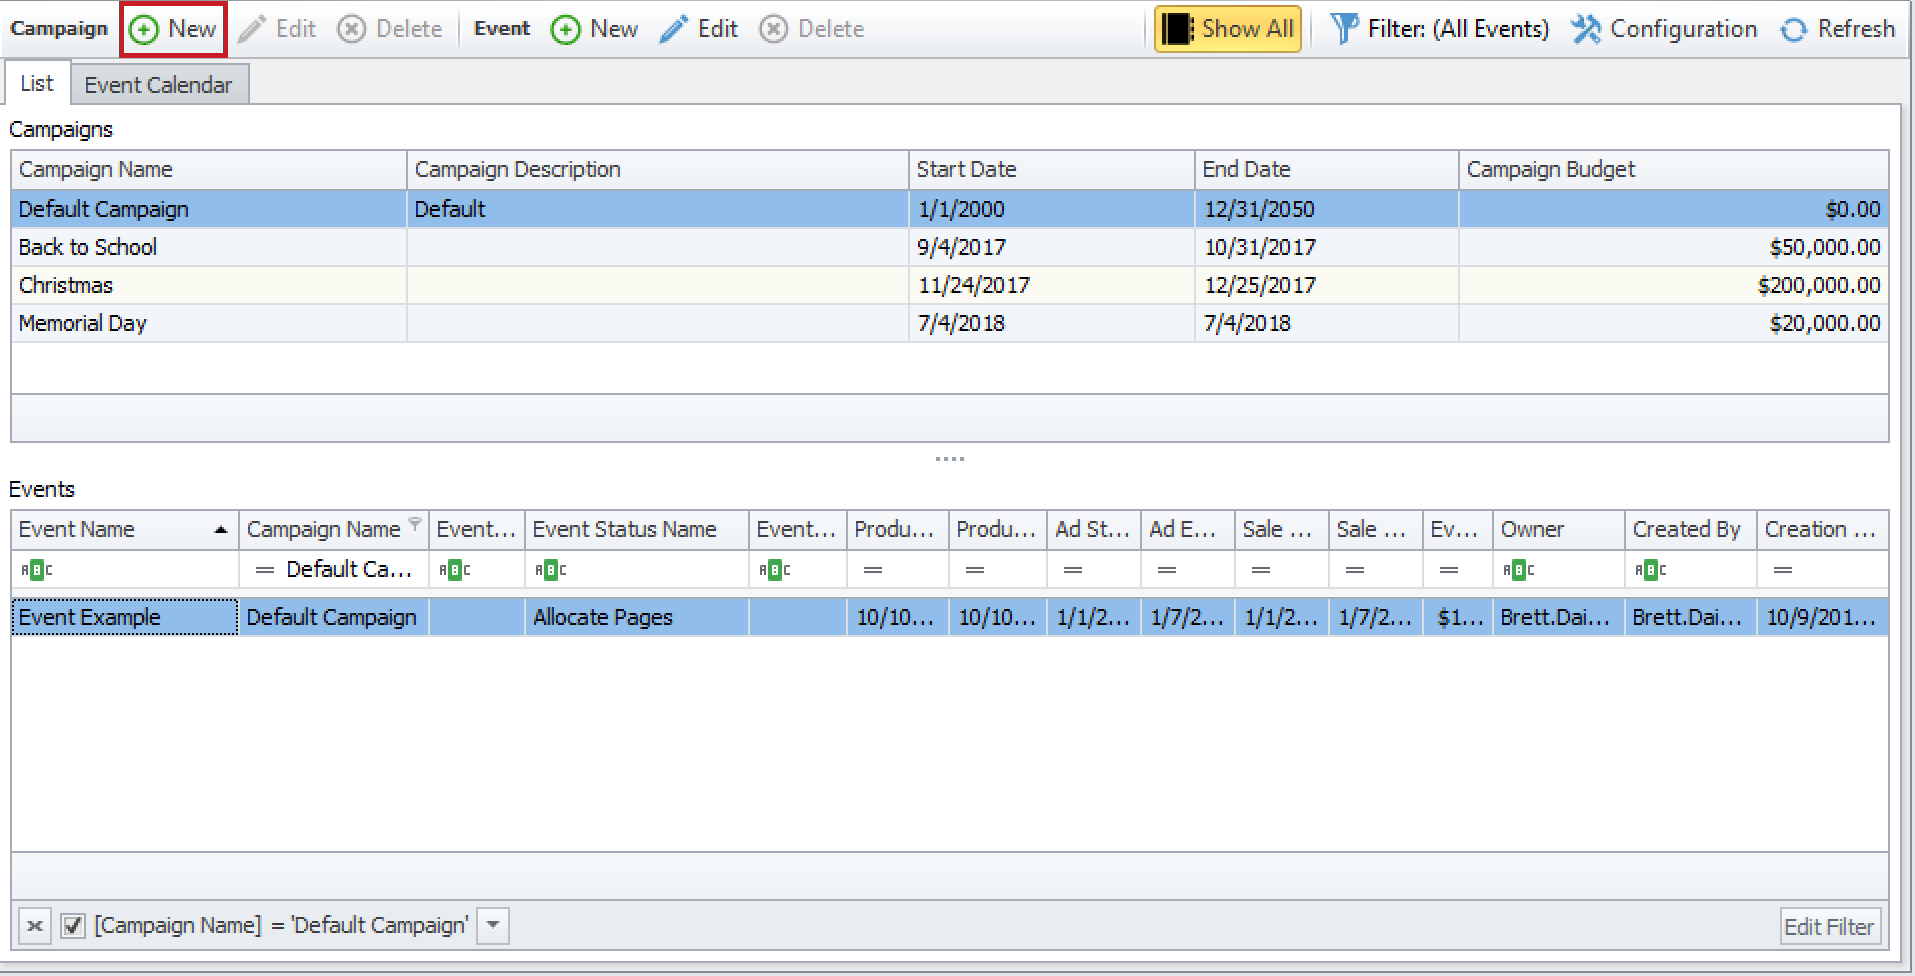 Campaign New Edit Delete Event New Edit Delete Show All Filter: (All Events) Configuration Refresh
List Event Calendar
Campaigns
Campaign Name Campaign Description Start Date End Date Campaign Budget
Default Campaign Default 1/1/2000 12/31/2050 $0.00
Back to School 9/4/2017 10/31/2017 $50,000.00
Christmas 11/24/2017 12/25/2017 $200,000.00
Memorial Day 7/4/2018 7/4/2018 $20,000.00
Events
Event Name Campaign Name Event... Event Status Name Event... Produ... Produ... Ad St... Ad E... Sale ... Sale ... Ev... Owner Created By Creation ...
ABC = Default Ca... ABC ABC ABC = = = = = = = ABC ABC =
Event Example Default Campaign Allocate Pages 10/10... 10/10... 1/1/2... 1/7/2... 1/1/2... 1/7/2... $1... Brett.Dai... Brett.Dai... 10/9/201...
[Campaign Name] = 'Default Campaign' Edit Filter